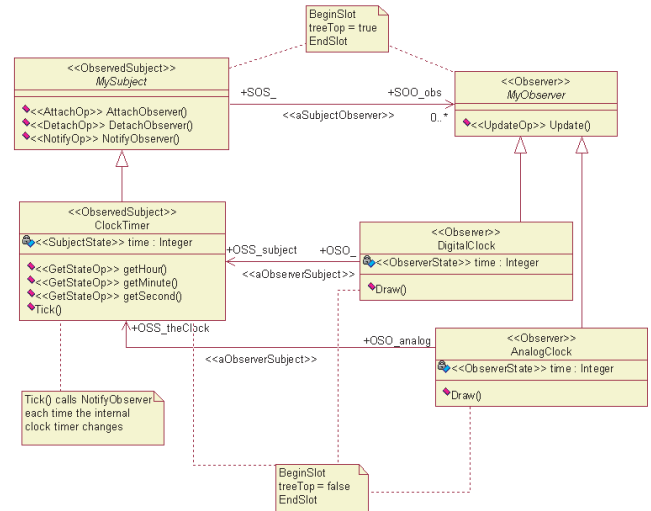 BeginSlot
treeTop = true
EndSlot
<<ObservedSubject>>
MySubject
<<AttachOp>> AttachObserver()
<<DetachOp>> DetachObserver()
<<NotifyOp>> NotifyObserver()
+SOS_
+SOO_obs
<<aSubjectObserver>>
0..*
<<Observer>>
MyObserver
<<UpdateOp>> Update()
<<ObservedSubject>>
ClockTimer
<<SubjectState>> time : Integer
<<GetStateOp>> getHour()
<<GetStateOp>> getMinute()
<<GetStateOp>> getSecond()
Tick()
+OSS_subject
+OSO_
<<aObserverSubject>>
<<Observer>>
DigitalClock
<<ObserverState>> time : Integer
Draw()
+OSS_theClock
+OSO_analog
<<aObserverSubject>>
<<Observer>>
AnalogClock
<<ObserverState>> time : Integer
Draw()
Tick() calls NotifyObserver
each time the internal
clock timer changes
BeginSlot
treeTop = false
EndSlot